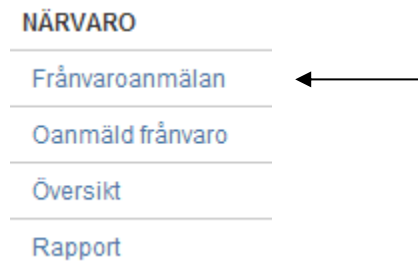 NÄRVARO
Frånvaroanmälan
Oanmäld frånvaro
Översikt
Rapport